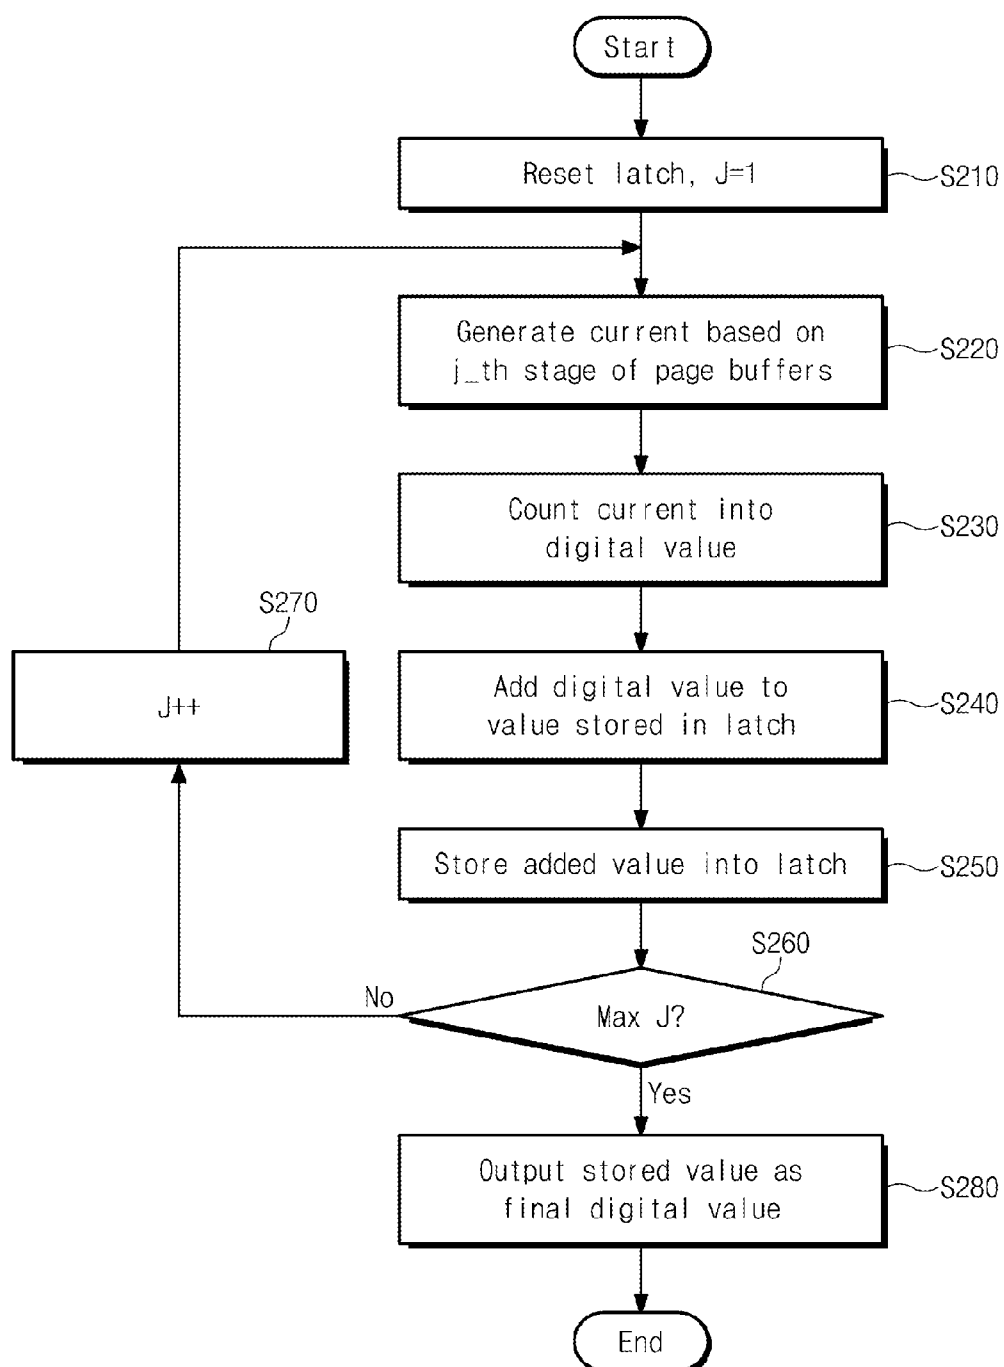 Start
Reset latch, J=1
S210
Generate current based on
j_th stage of page buffers
S220
Count current into
digital value
S230
S270
J++
Add digital value to
value stored in latch
S240
Store added value into latch
S250
S260
No
Max J?
Yes
Output stored value as
final digital value
S280
End